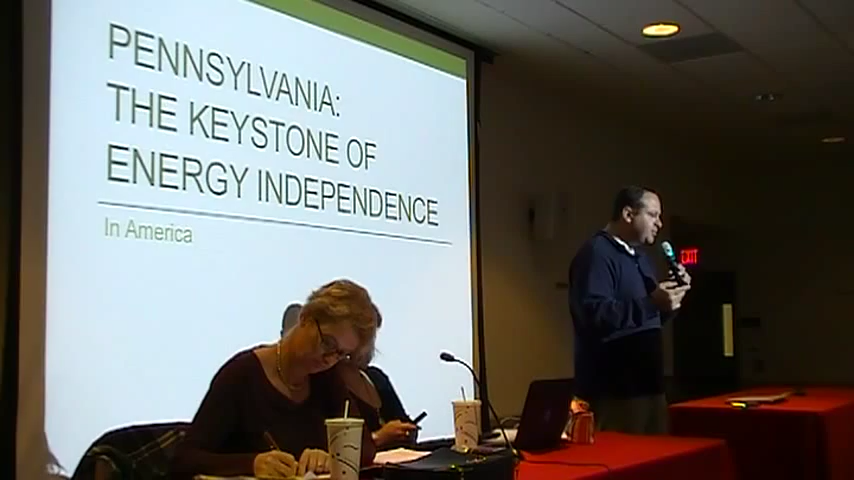 PENNSYLVANIA:
THE KEYSTONE OF
ENERGY INDEPENDENCE
In America
EXIT